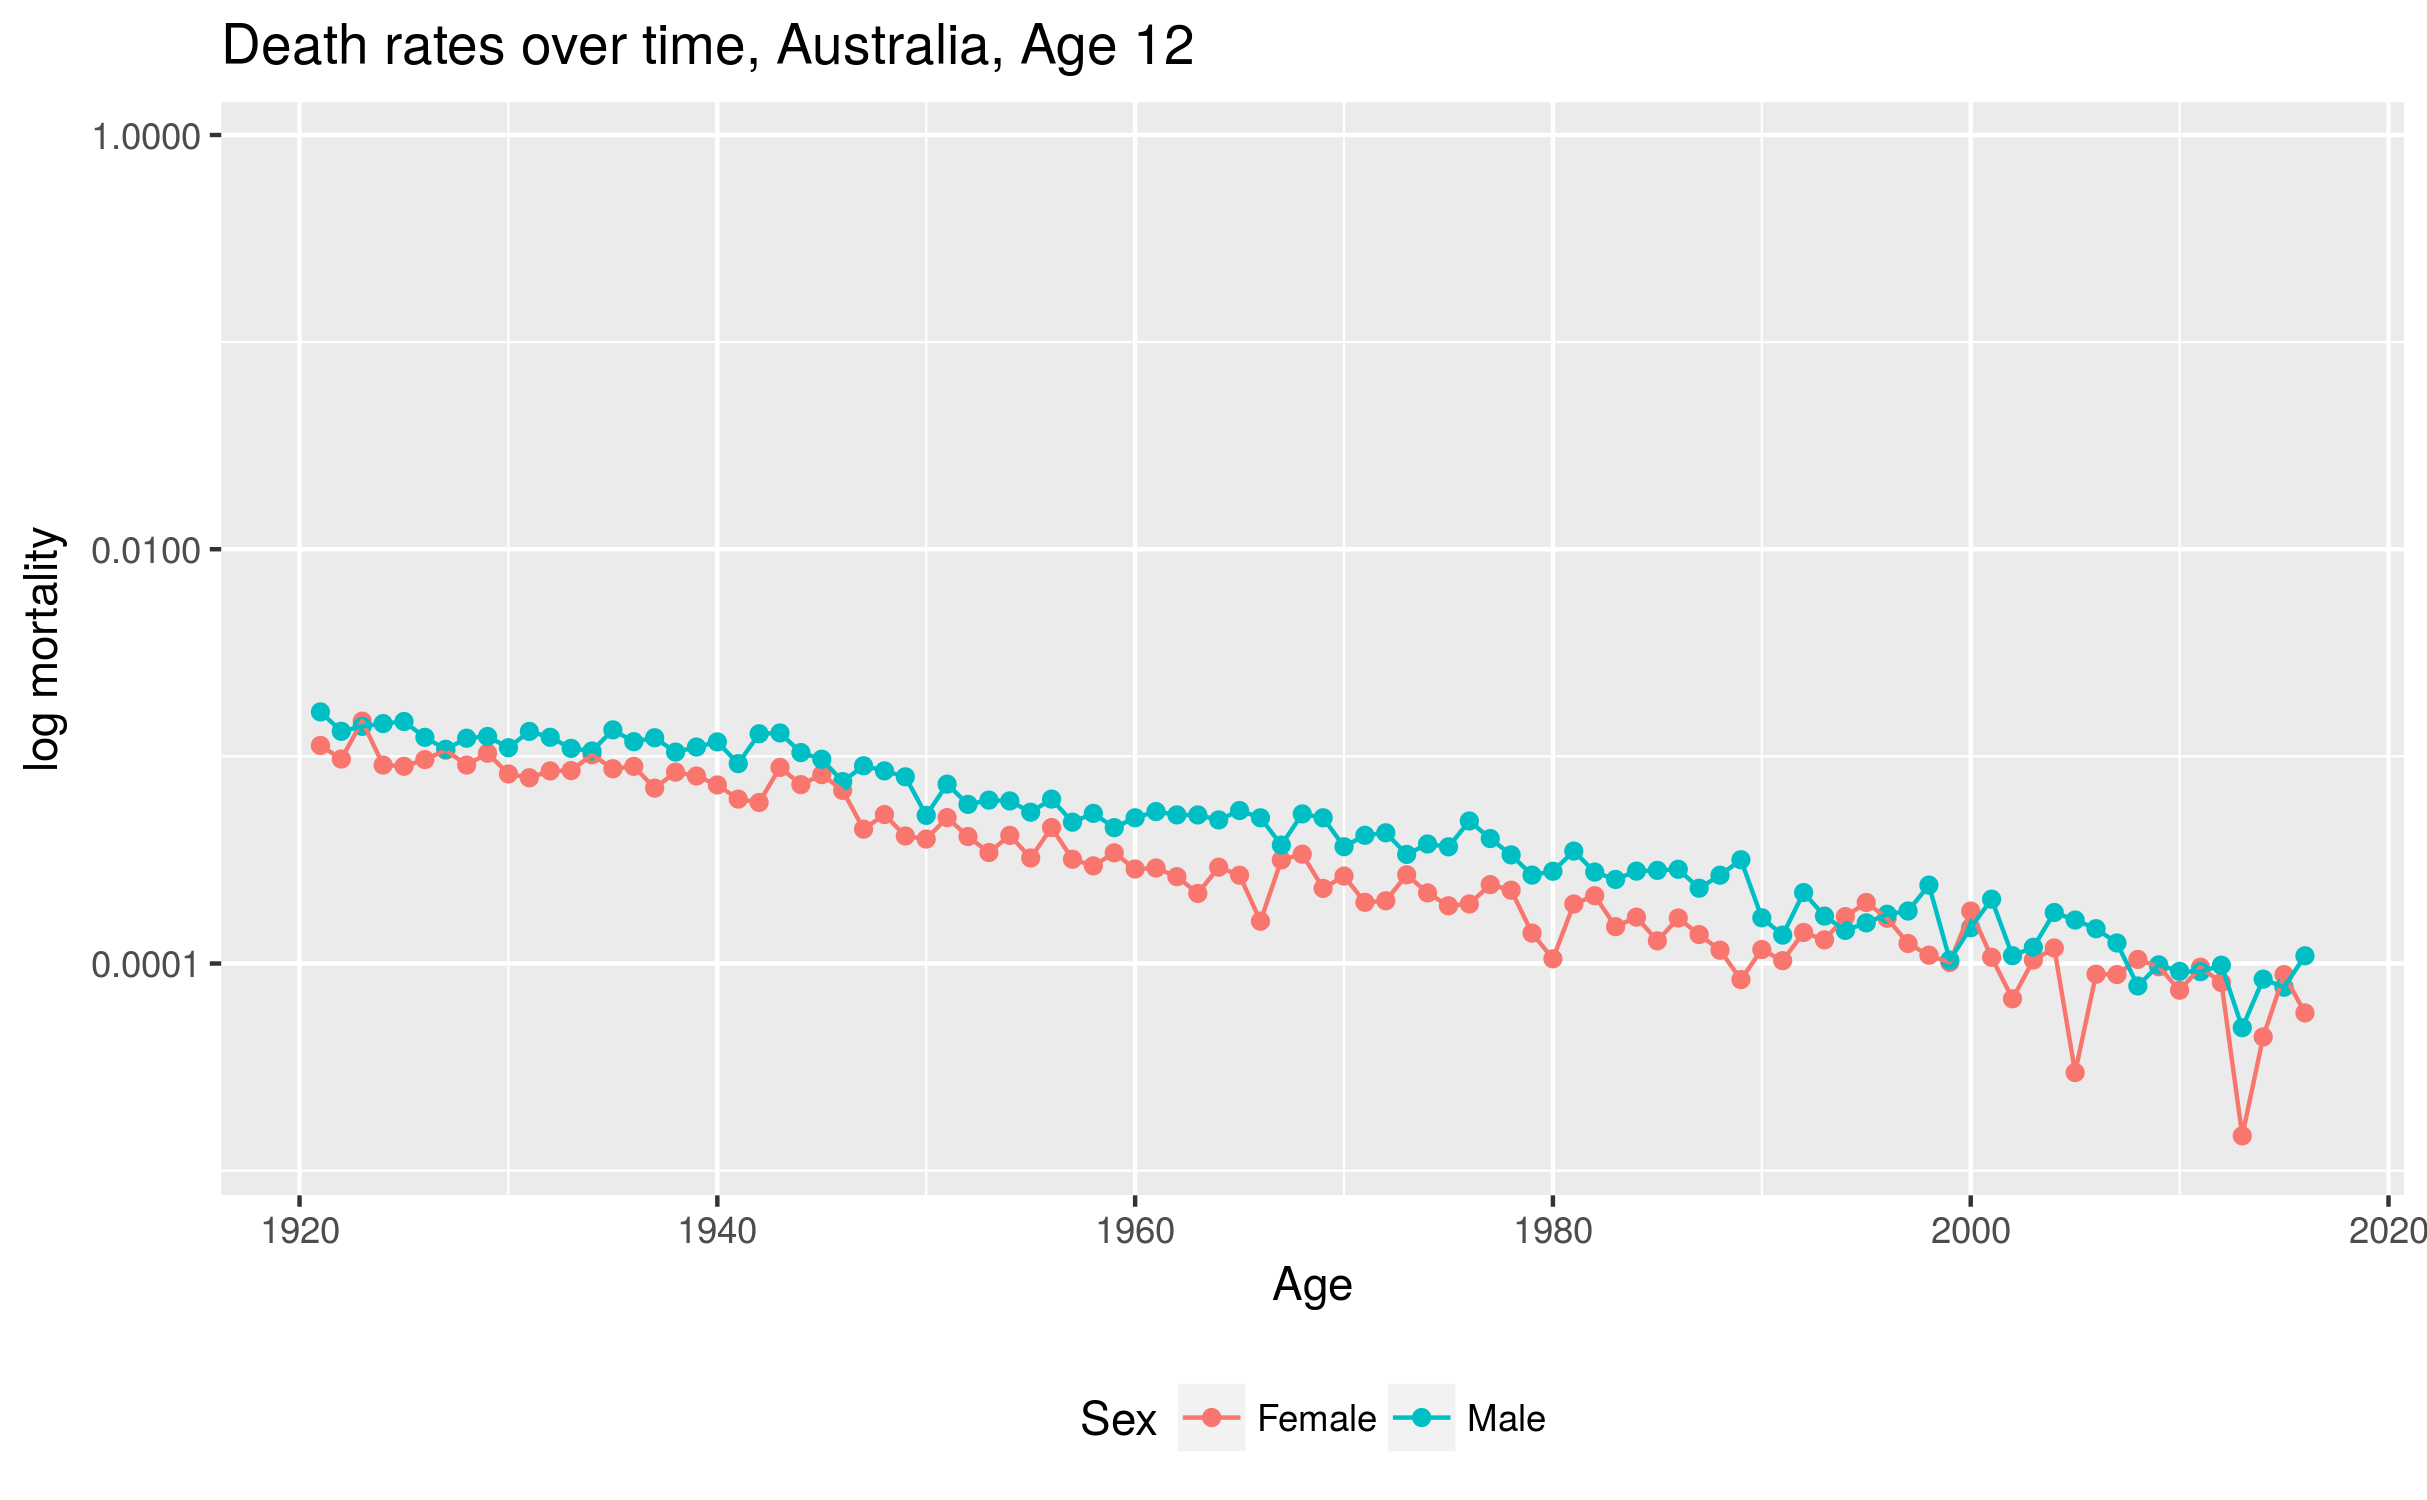 Death rates over time, Australia, Age 12
1.0000
0.0100
0.0001
log mortality
1920 1940 1960 1980 2000 2020
Age
Sex Female Male